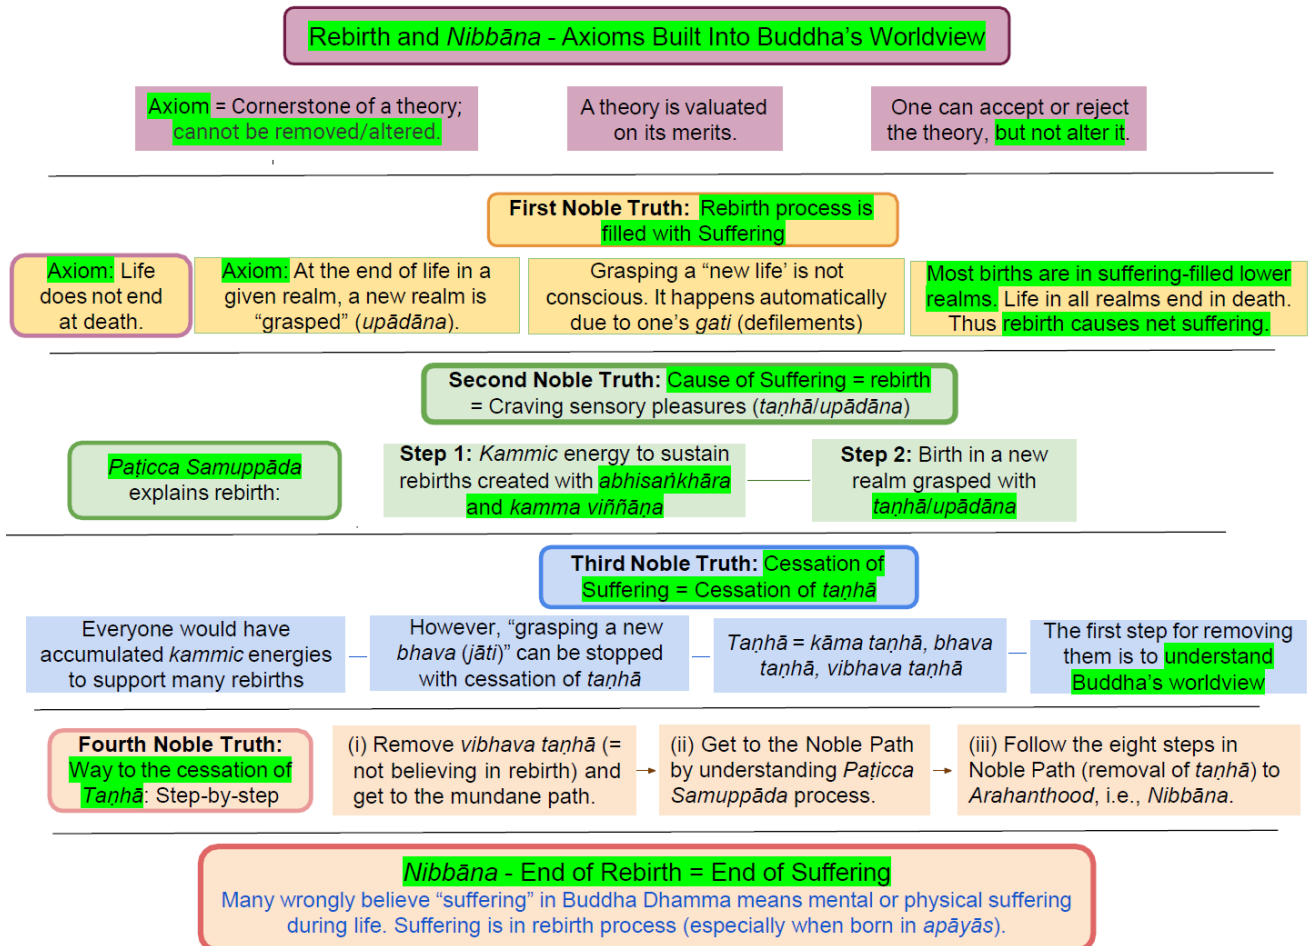 Rebirth and Nibbāna - Axioms Built Into Buddha’s Worldview
Axiom = Cornerstone of a theory;
cannot be removed/altered.
A theory is valuated
on its merits.
One can accept or reject
the theory, but not alter it.
First Noble Truth: Rebirth process is
filled with Suffering
Axiom: Life
does not end
at death.
Axiom: At the end of life in a
given realm, a new realm is
“grasped” (upādāna).
Grasping a “new life’ is not
conscious. It happens automatically
due to one’s gati (defilements)
Most births are in suffering-filled lower
realms. Life in all realms end in death.
Thus rebirth causes net suffering.
Second Noble Truth: Cause of Suffering = rebirth
= Craving sensory pleasures (taṇhā/upādāna)
Paṭicca Samuppāda
explains rebirth:
Step 1: Kammic energy to sustain
rebirths created with abhisaṅkhāra
and kamma viññāṇa
Step 2: Birth in a new
realm grasped with
taṇhā/upādāna
Third Noble Truth: Cessation of
Suffering = Cessation of taṇhā
Everyone would have
accumulated kammic energies
to support many rebirths
However, “grasping a new
bhava (jāti)” can be stopped
with cessation of taṇhā
Taṇhā = kāma taṇhā, bhava
taṇhā, vibhava taṇhā
The first step for removing
them is to understand
Buddha’s worldview
Fourth Noble Truth:
Way to the cessation of
Taṇhā: Step-by-step
(i) Remove vibhava taṇhā (=
not believing in rebirth) and
get to the mundane path.
(ii) Get to the Noble Path
by understanding Paṭicca
Samuppāda process.
(iii) Follow the eight steps in
Noble Path (removal of taṇhā) to
Arahanthood, i.e., Nibbāna.
Nibbāna - End of Rebirth = End of Suffering
Many wrongly believe “suffering” in Buddha Dhamma means mental or physical suffering
during life. Suffering is in rebirth process (especially when born in apāyās).